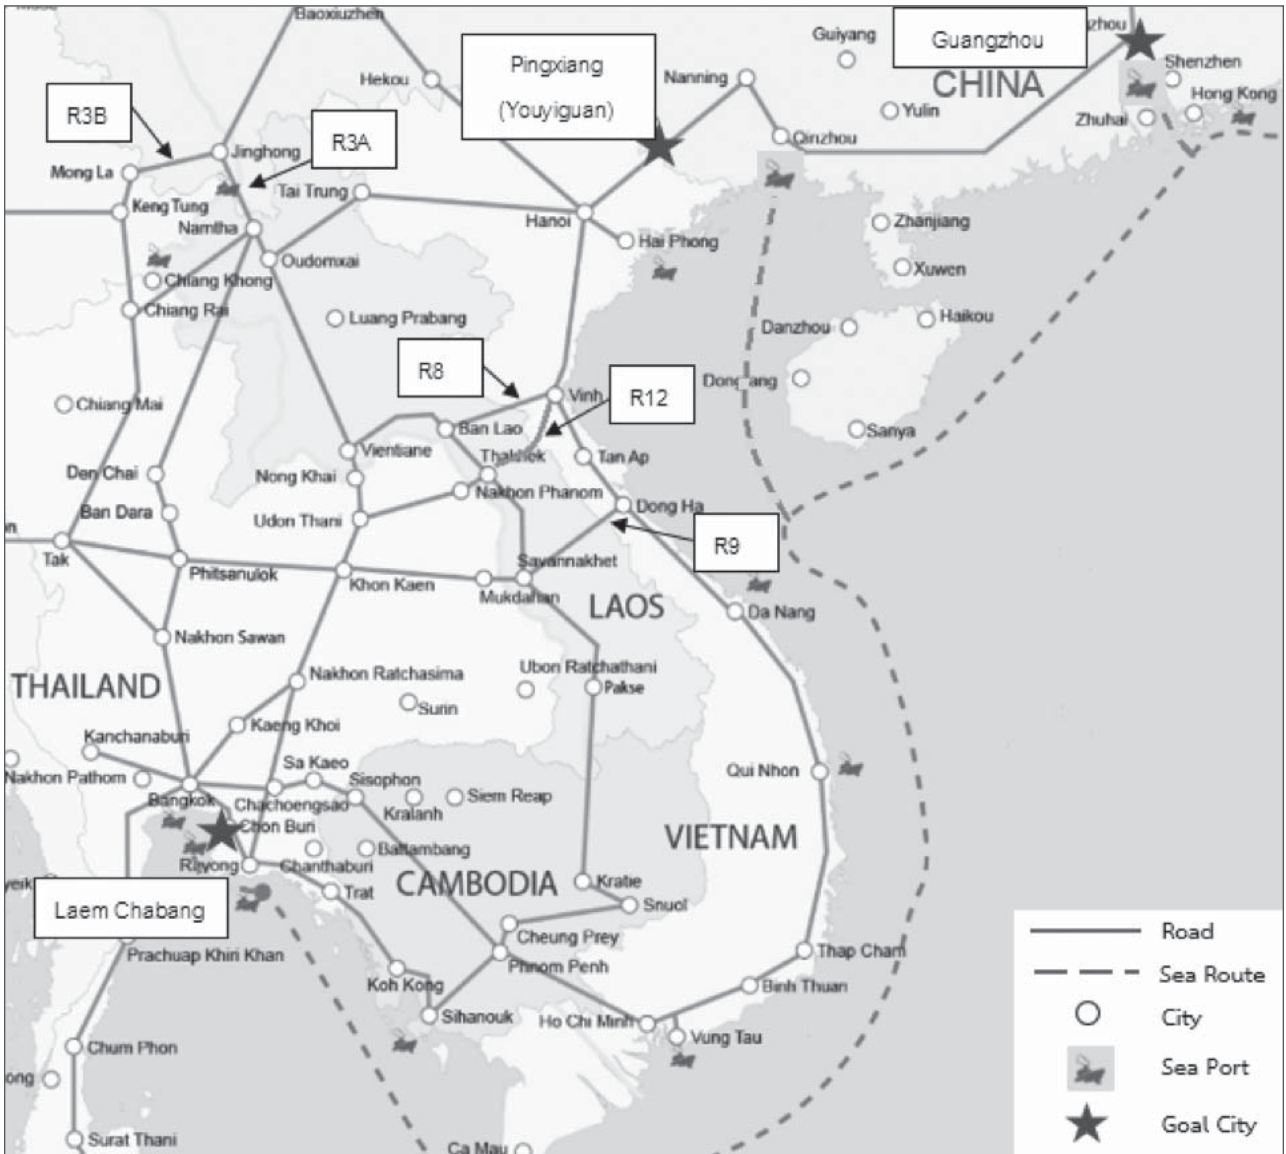 Baoxiuzhen
Guiyang
Guangzhou
zhou
Pingxiang
(Youyiguan)
Hekou
Nanning
CHINA
Shenzhen
Hong Kong
R3B
R3A
Yulin
Zhuhai
Qinzhou
Jinghong
Mong La
Tai Trung
Keng Tung
Namtha
Hanoi
Hai Phong
Zhanjiang
Oudomxai
Chiang Khong
Xuwen
Chiang Rai
Luang Prabang
Danzhou
Haikou
R8
R12
Vinh
Chiang Mai
Ban Lao
Sanya
Vientiane
Thakhek
Tan Ap
Den Chai
Nong Khai
Nakhon Phanom
Dong Ha
Ban Dara
Udon Thani
R9
Tak
Phitsanulok
Khon Kaen
Savannakhet
Mukdahan
LAOS
Da Nang
Nakhon Sawan
THAILAND
Nakhon Ratchasima
Ubon Ratchathani
Pakse
Surin
Kaeng Khoi
Kanchanaburi
Nakhon Pathom
Sa Kaeo
Sisophon
Qui Nhon
Bangkok
Chachoengsao
Kralanh
Siem Reap
Chon Buri
VIETNAM
Rayong
Chanthaburi
Battambang
CAMBODIA
Kratie
yeik
Trat
Snuol
Laem Chabang
Cheung Prey
Prachuap Khiri Khan
Phnom Penh
Thap Cham
Koh Kong
Binh Thuan
Sihanouk
Ho Chi Minh
Vung Tau
Chum Phon
ong
Surat Thani
Ca Mau
Road
Sea Route
City
Sea Port
Goal City